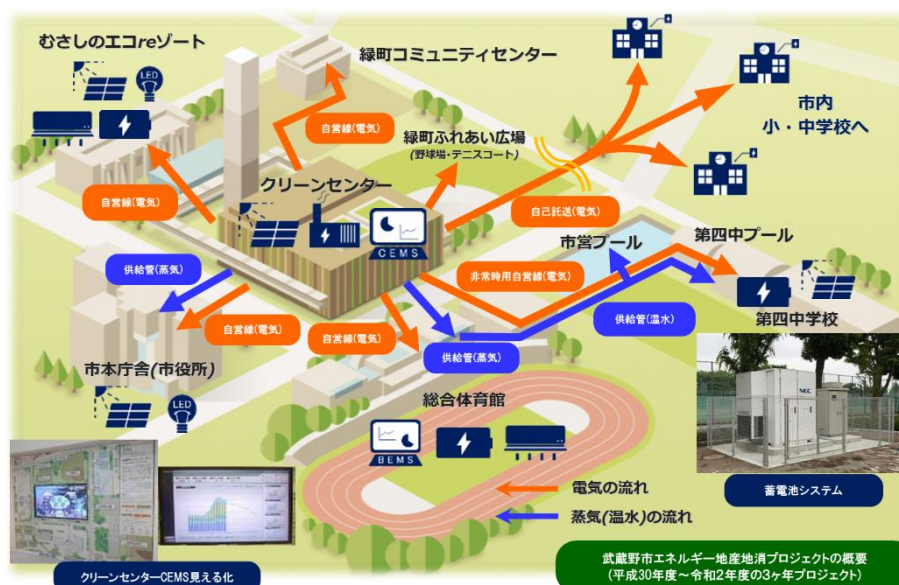 むさしのエコreゾート
LED
緑町コミュニティセンター
自営線(電気)
緑町ふれあい広場
(野球場・テニスコート)
市内
小・中学校へ
クリーンセンター
CEMS
自営線(電気)
自己託送(電気)
市営プール
第四中プール
供給管(蒸気)
非常時用自営線(電気)
自営線(電気)
自営線(電気)
供給管(蒸気)
供給管(温水)
第四中学校
市本庁舎(市役所)
LED
総合体育館
BEMS
NEC
電気の流れ
蒸気(温水)の流れ
蓄電池システム
クリーンセンターCEMS見える化
武蔵野市エネルギー地産地消プロジェクトの概要
(平成30年度～令和2年度の3ヶ年プロジェクト)